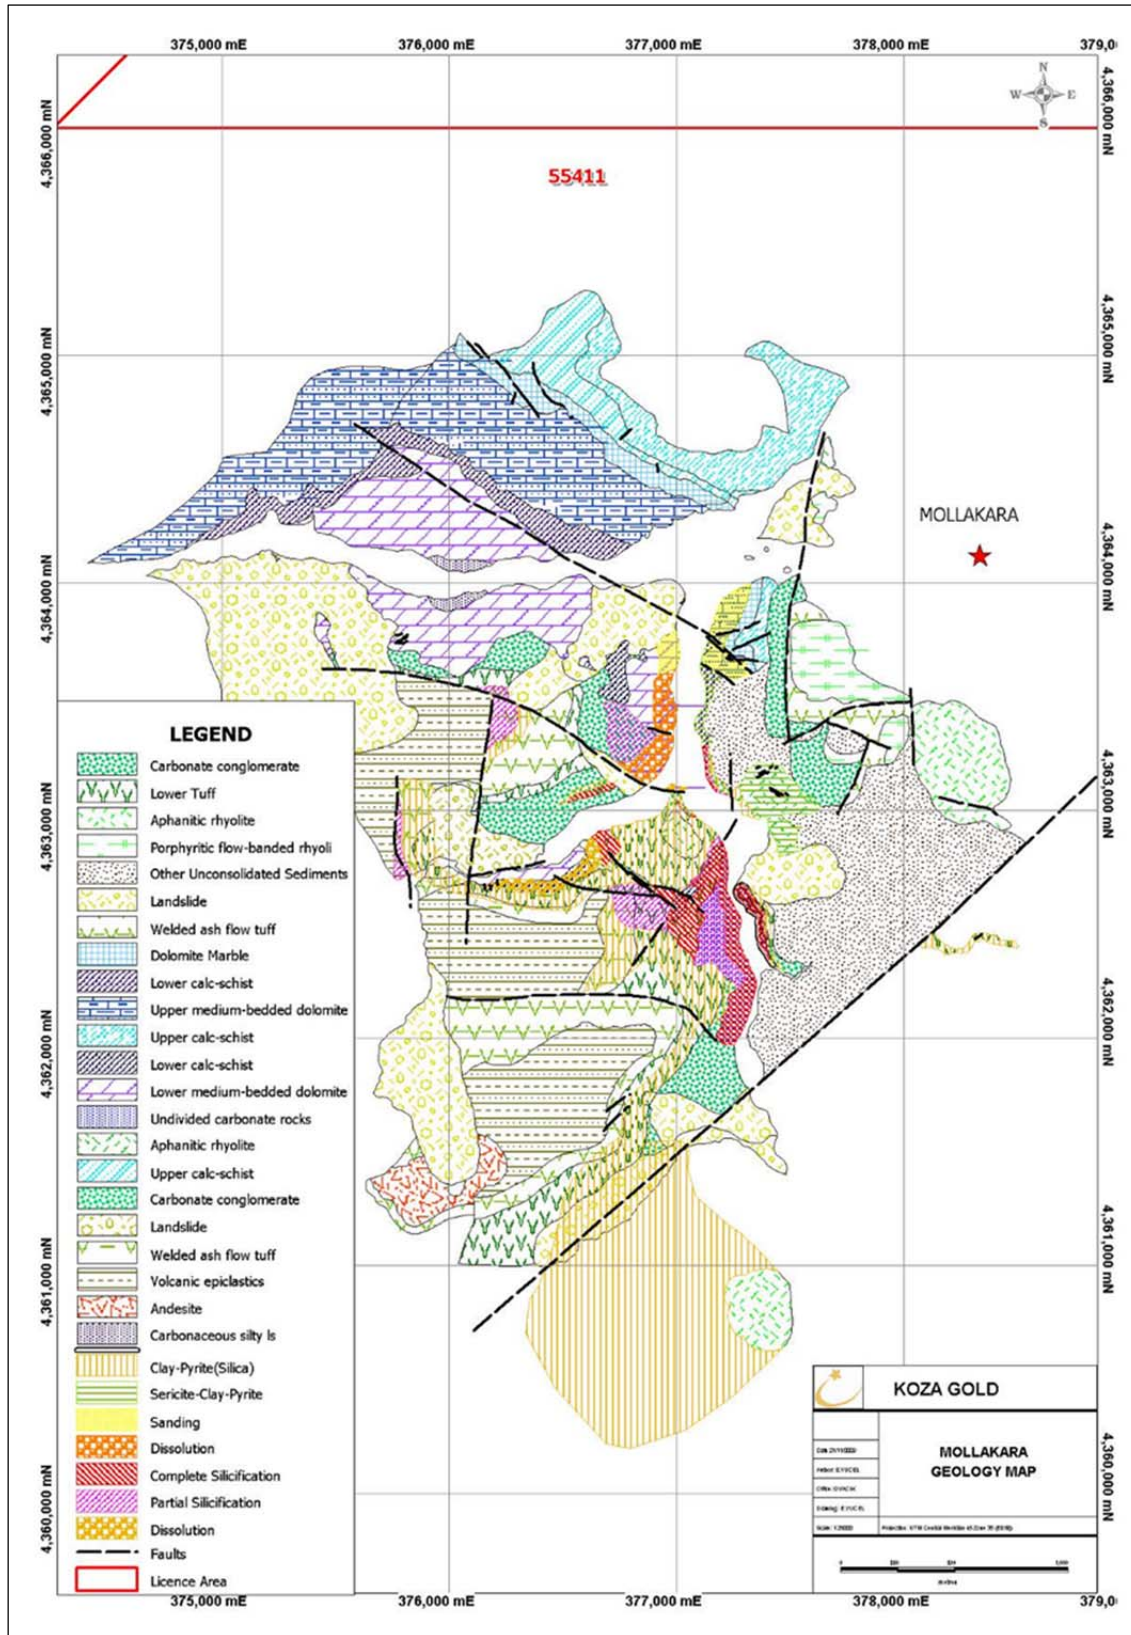 375,000 mE
376,000 mE
377,000 mE
378,000 mE
379,0
N
W E
S
4,366,000 mN
4,366,000 mN
55411
4,365,000 mN
4,365,000 mN
MOLLAKARA
4,364,000 mN
4,364,000 mN
4,363,000 mN
4,363,000 mN
4,362,000 mN
4,362,000 mN
4,361,000 mN
4,361,000 mN
4,360,000 mN
4,360,000 mN
LEGEND
Carbonate conglomerate
Lower Tuff
Aphanitic rhyolite
Porphyritic flow-banded rhyoli
Other Unconsolidated Sediments
Landslide
Welded ash flow tuff
Dolomite Marble
Lower calc-schist
Upper medium-bedded dolomite
Upper calc-schist
Lower calc-schist
Lower medium-bedded dolomite
Undivided carbonate rocks
Aphanitic rhyolite
Upper calc-schist
Carbonate conglomerate
Landslide
Welded ash flow tuff
Volcanic epiclastics
Andesite
Carbonaceous silty ls
Clay-Pyrite(Silica)
Sericite-Clay-Pyrite
Sanding
Dissolution
Complete Silicification
Partial Silicification
Dissolution
Faults
Licence Area
KOZA GOLD
MOLLAKARA
GEOLOGY MAP
375,000 mE
376,000 mE
377,000 mE
378,000 mE
379,0